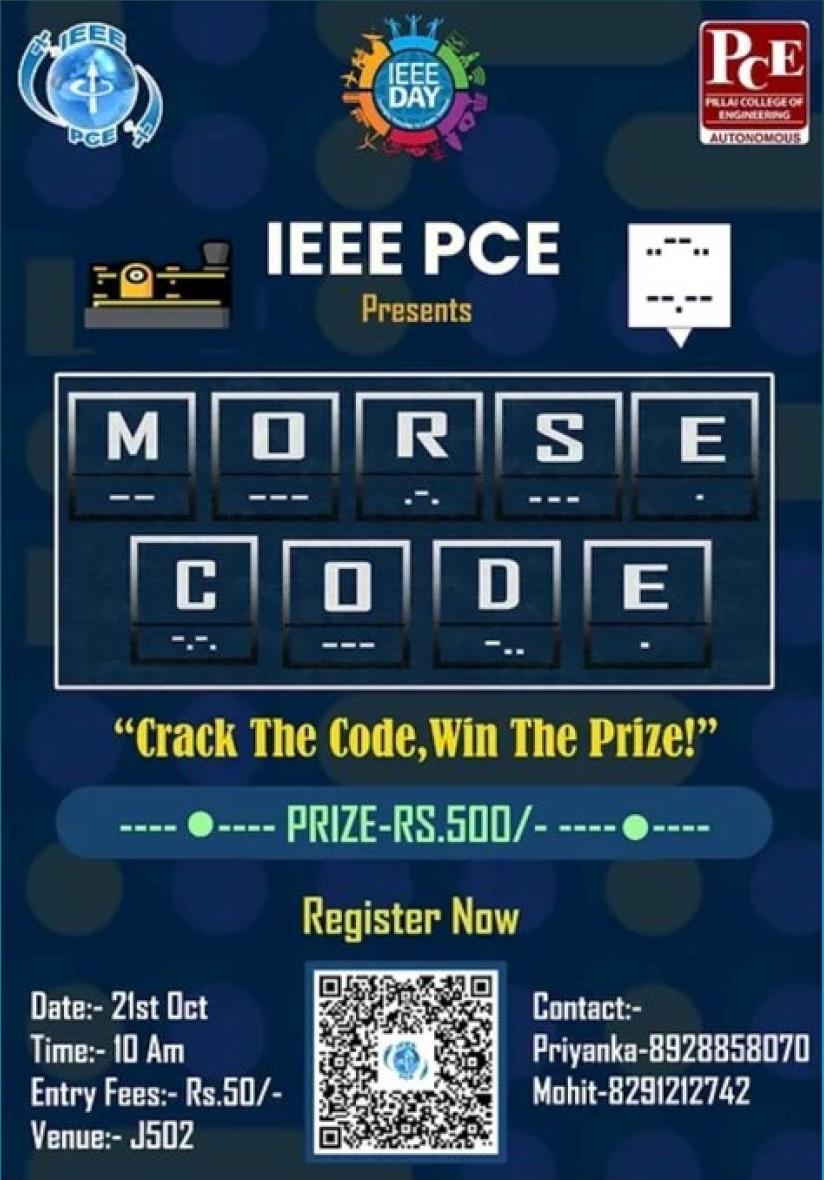 IEEE
PCE
IEEE
DAY
PCE
PILLAI COLLEGE OF
ENGINEERING
AUTONOMOUS
IEEE PCE
Presents
..--..
--.--
M O R S E
-- --- .-. --- .
C O D E
-.-. --- -.. .
“Crack The Code,Win The Prize!”
---- ●---- PRIZE-RS.500/- ----●----
Register Now
Date:- 21st Oct
Time:- 10 Am
Entry Fees:- Rs.50/-
Venue:- J502
Contact:-
Priyanka-8928858070
Mohit-8291212742